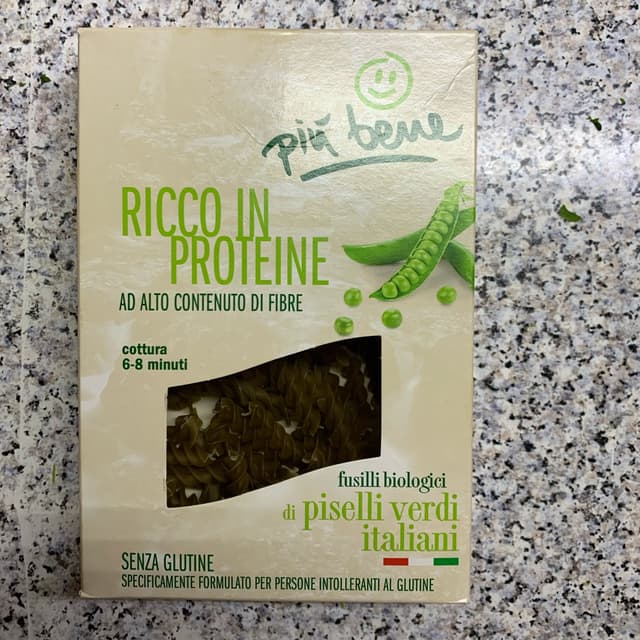 più bene
RICCO IN
PROTEINE
AD ALTO CONTENUTO DI FIBRE
cottura
6-8 minuti
fusilli biologici
di piselli verdi
italiani
SENZA GLUTINE
SPECIFICAMENTE FORMULATO PER PERSONE INTOLLERANTI AL GLUTINE